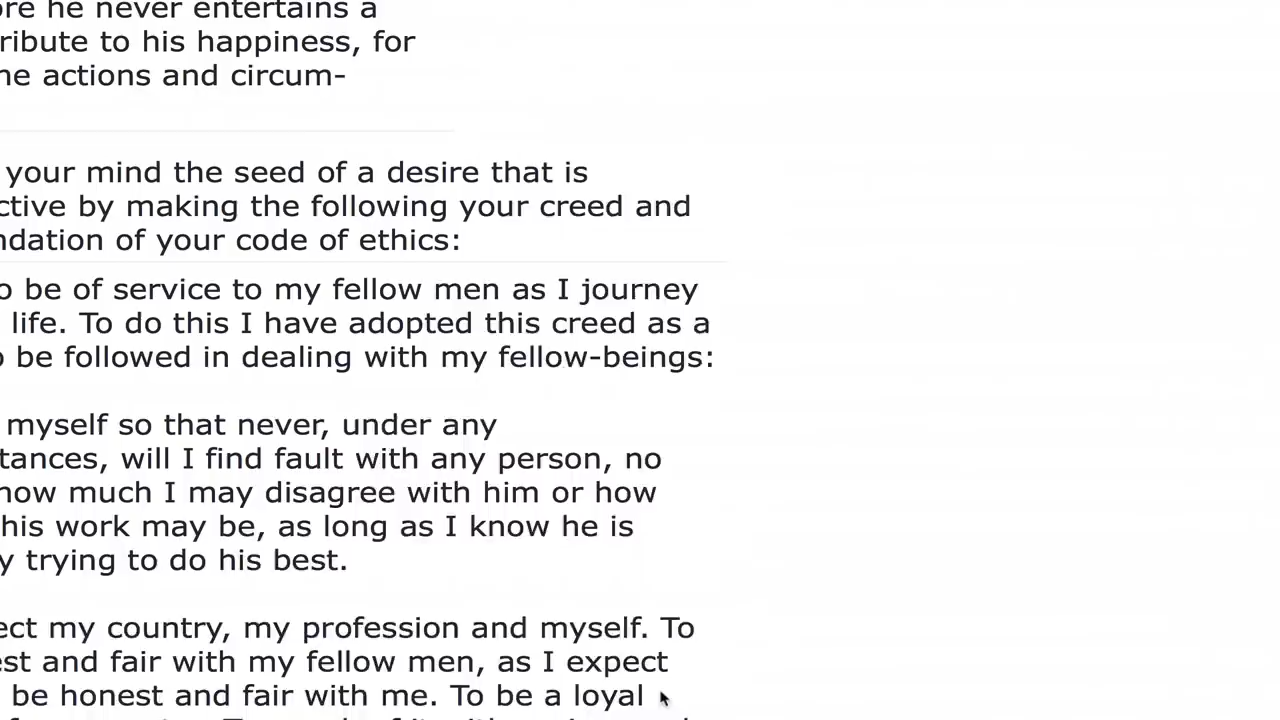 ore he never entertains a
ribute to his happiness, for
he actions and circum-
your mind the seed of a desire that is
ctive by making the following your creed and
ndation of your code of ethics:
o be of service to my fellow men as I journey
life. To do this I have adopted this creed as a
o be followed in dealing with my fellow-beings:
myself so that never, under any
tances, will I find fault with any person, no
how much I may disagree with him or how
his work may be, as long as I know he is
y trying to do his best.
ect my country, my profession and myself. To
est and fair with my fellow men, as I expect
be honest and fair with me. To be a loyal